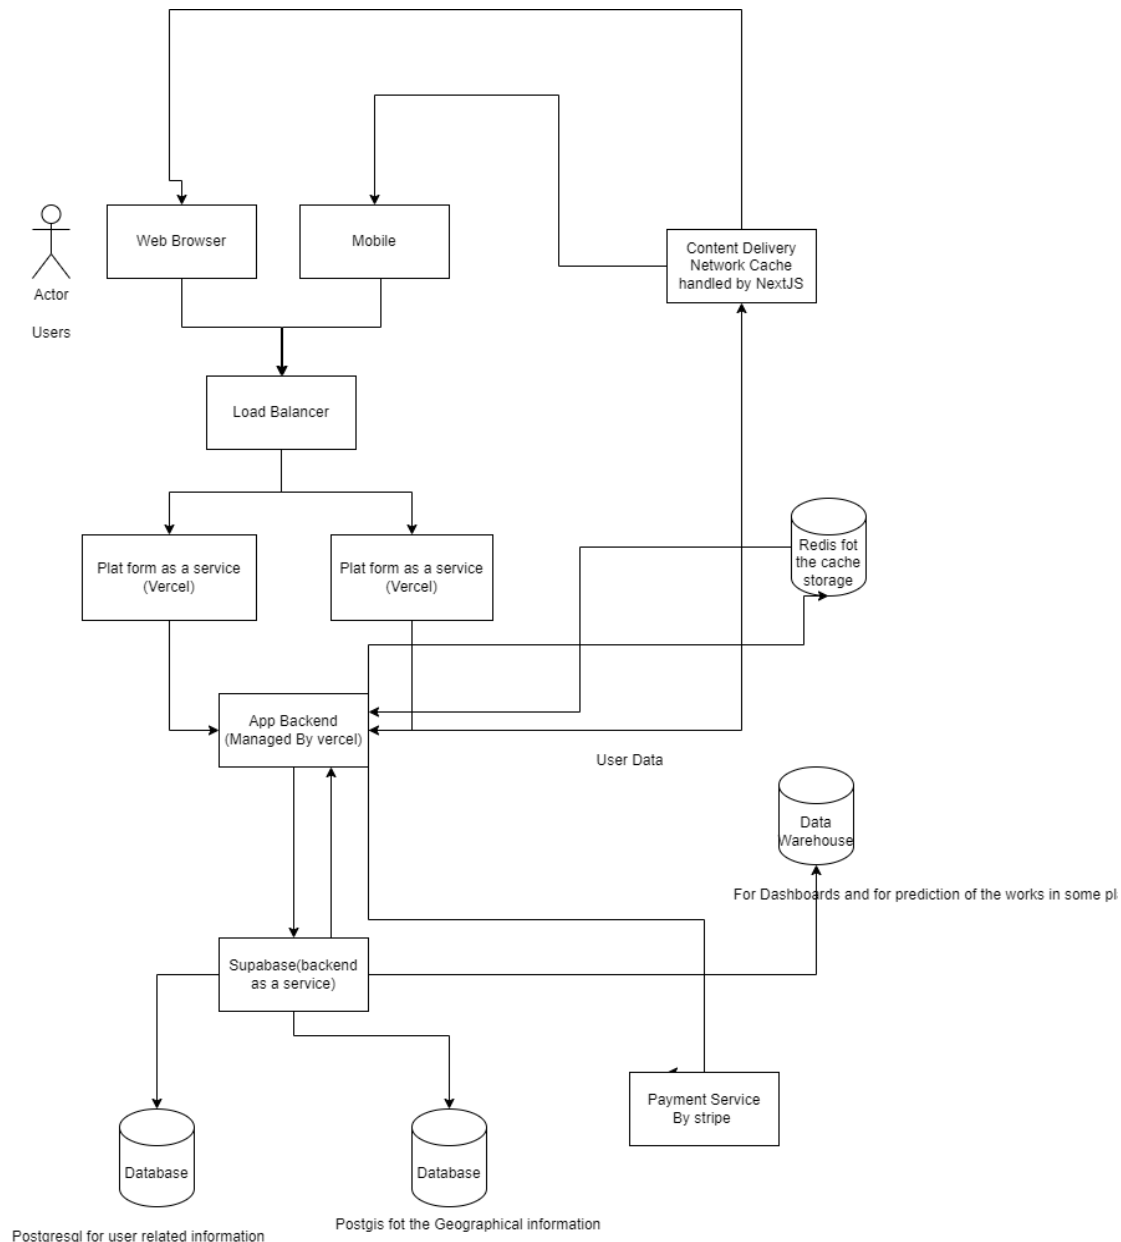 Web Browser
Mobile
Content Delivery
Network Cache
handled by NextJS
Actor
Users
Load Balancer
Redis fot
the cache
storage
Plat form as a service
(Vercel)
Plat form as a service
(Vercel)
App Backend
(Managed By vercel)
User Data
Data
Warehouse
For Dashboards and for prediction of the works in some pl
Supabase(backend
as a service)
Payment Service
By stripe
Database
Database
Postgresql for user related information
Postgis fot the Geographical information